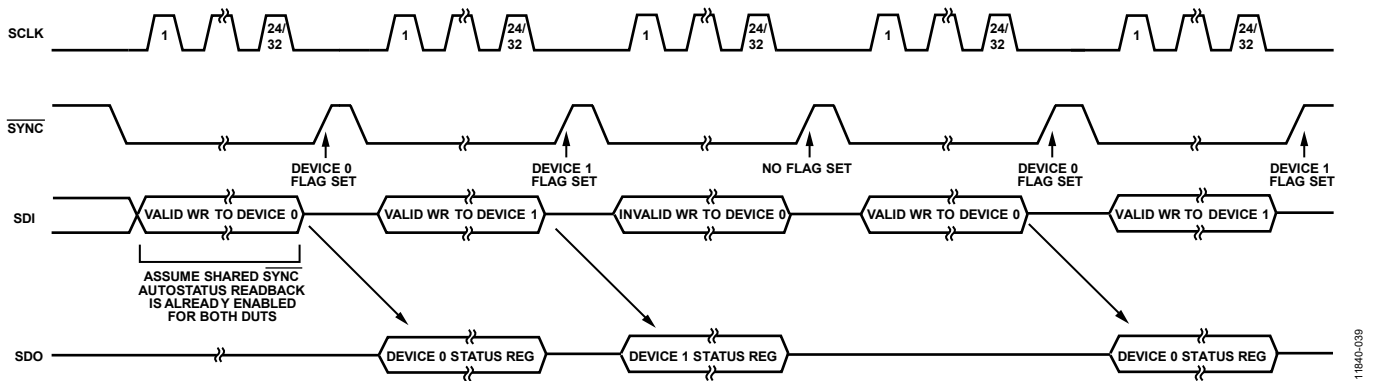 SCLK
1
24/
32
1
24/
32
1
24/
32
1
24/
32
1
24/
32
SYNC
DEVICE 0
FLAG SET
DEVICE 1
FLAG SET
NO FLAG SET
DEVICE 0
FLAG SET
DEVICE 1
FLAG SET
SDI
VALID WR TO DEVICE 0
VALID WR TO DEVICE 1
INVALID WR TO DEVICE 0
VALID WR TO DEVICE 0
VALID WR TO DEVICE 1
ASSUME SHARED SYNC
AUTOSTATUS READBACK
IS ALREADY ENABLED
FOR BOTH DUTS
SDO
DEVICE 0 STATUS REG
DEVICE 1 STATUS REG
DEVICE 0 STATUS REG
11840-039